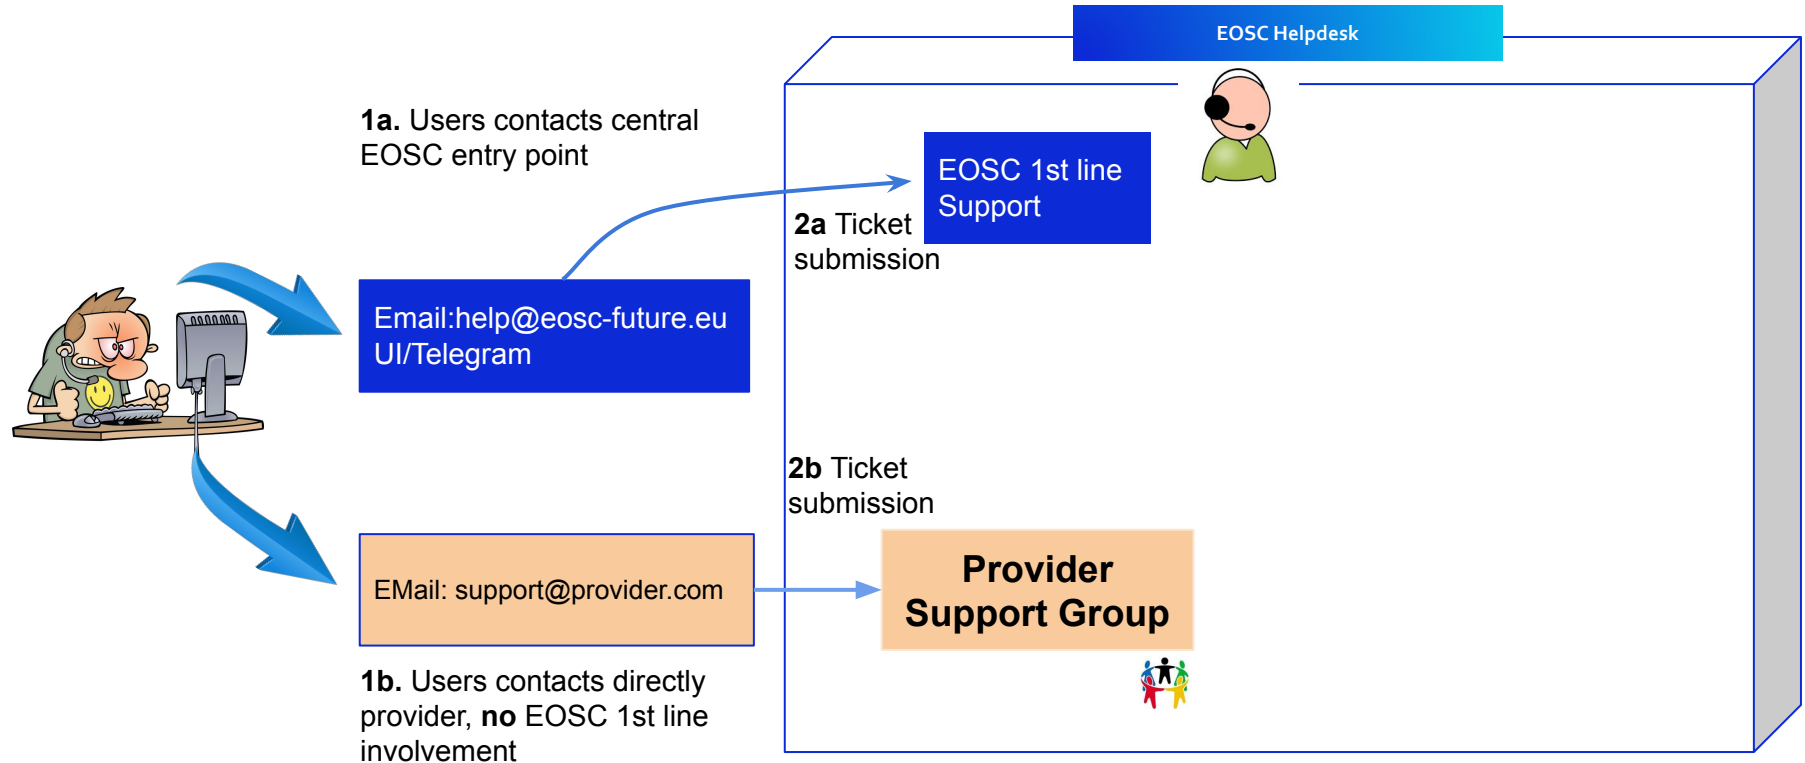 EOSC Helpdesk
1a. Users contacts central
EOSC entry point
EOSC 1st line
Support
2a Ticket
submission
Email:help@eosc-future.eu
UI/Telegram
2b Ticket
submission
EMail: support@provider.com
Provider
Support Group
1b. Users contacts directly
provider, no EOSC 1st line
involvement